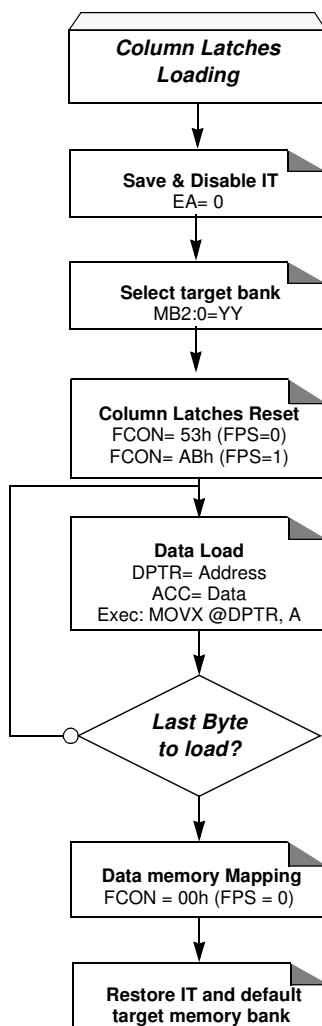 Column Latches
Loading
Save & Disable IT
EA= 0
Select target bank
MB2:0=YY
Column Latches Reset
FCON= 53h (FPS=0)
FCON= ABh (FPS=1)
Data Load
DPTR= Address
ACC= Data
Exec: MOVX @DPTR, A
Last Byte
to load?
Data memory Mapping
FCON = 00h (FPS = 0)
Restore IT and default
target memory bank